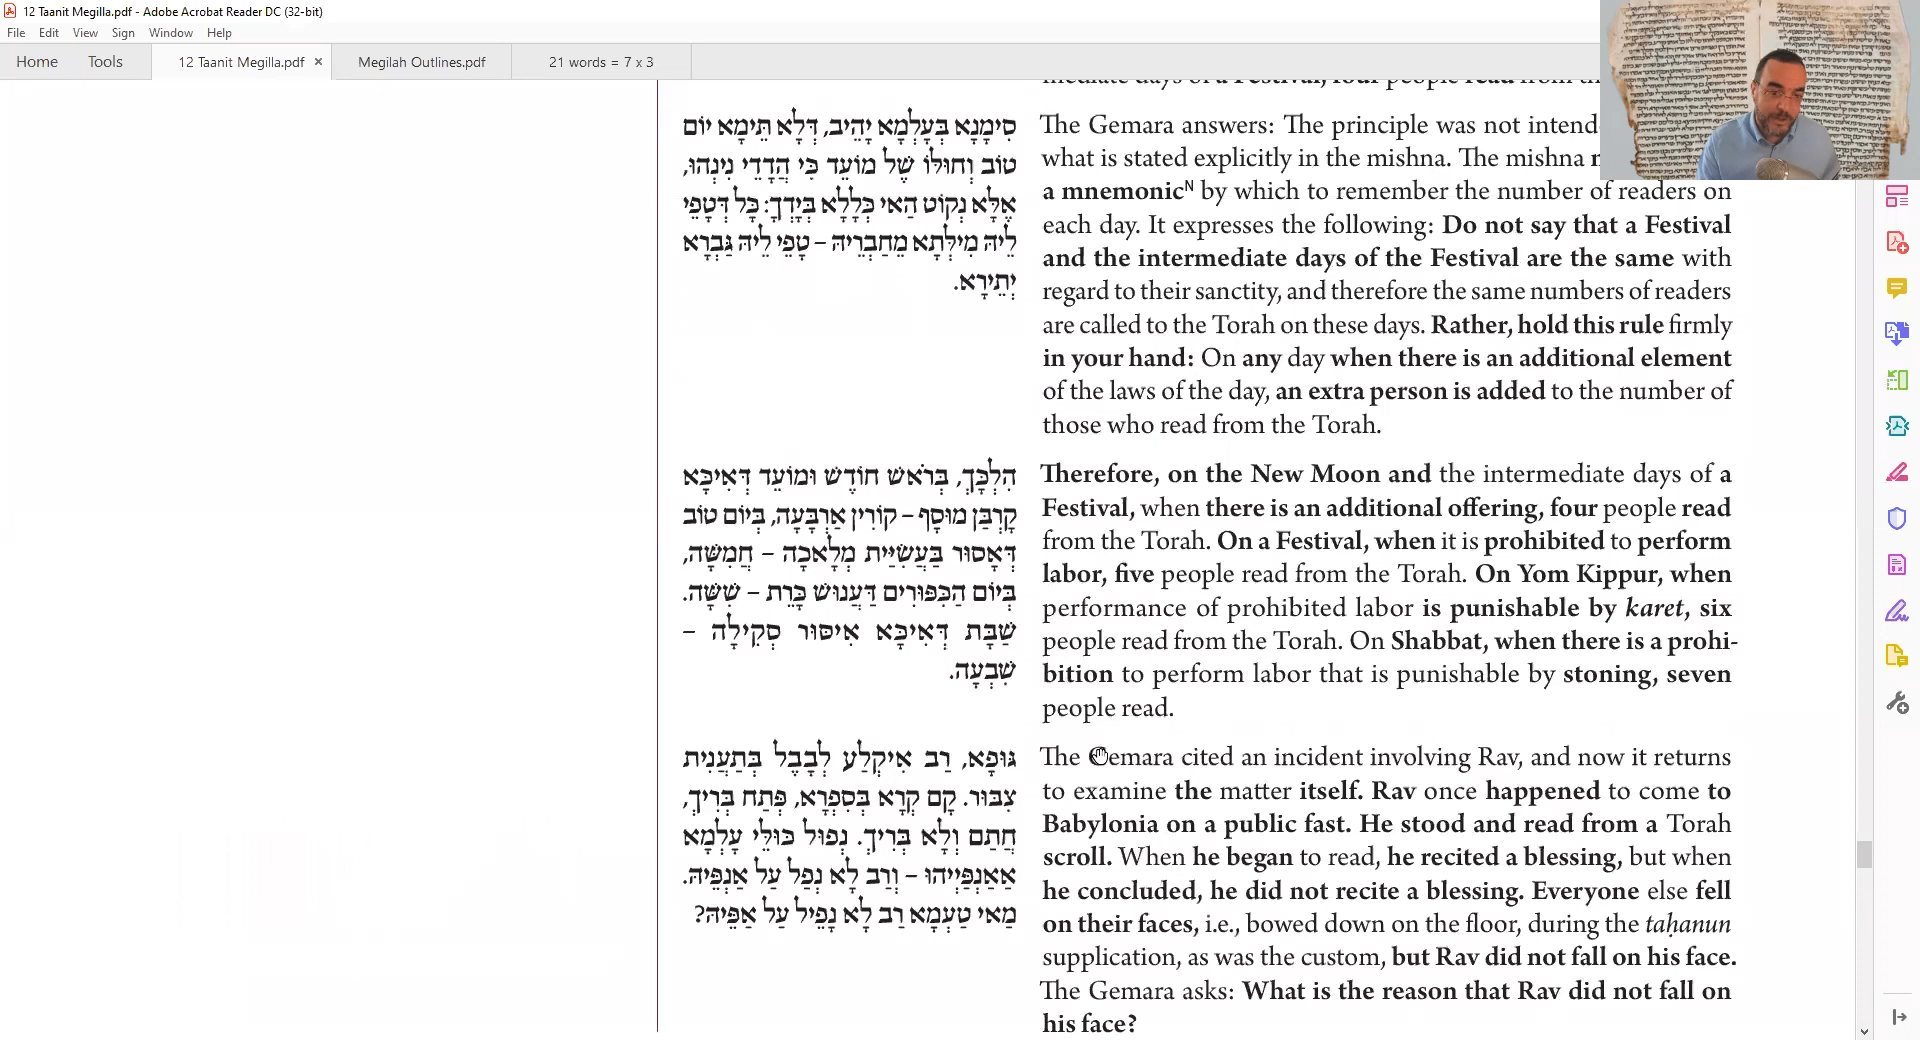 12 Taanit Megilla.pdf - Adobe Acrobat Reader DC (32-bit)
File Edit View Sign Window Help
Home Tools 12 Taanit Megilla.pdf × Megilah Outlines.pdf 21 words = 7 x 3
סִימָנָא בְּעָלְמָא יָהֵיב, דְּלָא תֵּימָא יוֹם
טוֹב וְחוּלּוֹ שֶׁל מוֹעֵד כִּי הֲדָדֵי נִינְהוּ,
אֶלָּא נְקוֹט הַאי כְּלָלָא בְּיָדְךָ: כׇּל דְּטָפֵי
לֵיהּ מִילְּתָא מֵחַבְרֵיהּ – טָפֵי לֵיהּ גַּבְרָא
יְתֵירָא.
הִלְכָּךְ, בְּרֹאשׁ חוֹדֶשׁ וּמוֹעֵד דְּאִיכָּא
קׇרְבַּן מוּסָף – קוֹרִין אַרְבָּעָה, בְּיוֹם טוֹב
דְּאָסוּר בַּעֲשִׂיַּית מְלָאכָה – חֲמִשָּׁה,
בְּיוֹם הַכִּפּוּרִים דַּעֲנוּשׁ כָּרֵת – שִׁשָּׁה.
שַׁבָּת דְּאִיכָּא אִיסּוּר סְקִילָה –
שִׁבְעָה.
גּוּפָא, רַב אִיקְלַע לְבָבֶל בְּתַעֲנִית
צִבּוּר. קָם קְרָא בְּסִפְרָא, פְּתַח בָּרֵיךְ,
חֲתַם וְלָא בָּרֵיךְ. נְפוּל כּוּלֵּי עָלְמָא
אַאַנְפַּיְיהוּ – וְרַב לָא נְפַל עַל אַנְפֵּיהּ.
מַאי טַעְמָא רַב לָא נָפֵיל עַל אַפֵּיהּ?
mediate days of a Festival, four people read from
The Gemara answers: The principle was not
what is stated explicitly in the mishna. The mishna
a mnemonicᴺ by which to remember the number of readers on
each day. It expresses the following: Do not say that a Festival
and the intermediate days of the Festival are the same with
regard to their sanctity, and therefore the same numbers of readers
are called to the Torah on these days. Rather, hold this rule firmly
in your hand: On any day when there is an additional element
of the laws of the day, an extra person is added to the number of
those who read from the Torah.
Therefore, on the New Moon and the intermediate days of a
Festival, when there is an additional offering, four people read
from the Torah. On a Festival, when it is prohibited to perform
labor, five people read from the Torah. On Yom Kippur, when
performance of prohibited labor is punishable by karet, six
people read from the Torah. On Shabbat, when there is a prohi-
bition to perform labor that is punishable by stoning, seven
people read.
The Gemara cited an incident involving Rav, and now it returns
to examine the matter itself. Rav once happened to come to
Babylonia on a public fast. He stood and read from a Torah
scroll. When he began to read, he recited a blessing, but when
he concluded, he did not recite a blessing. Everyone else fell
on their faces, i.e., bowed down on the floor, during the taḥanun
supplication, as was the custom, but Rav did not fall on his face.
The Gemara asks: What is the reason that Rav did not fall on
his face?